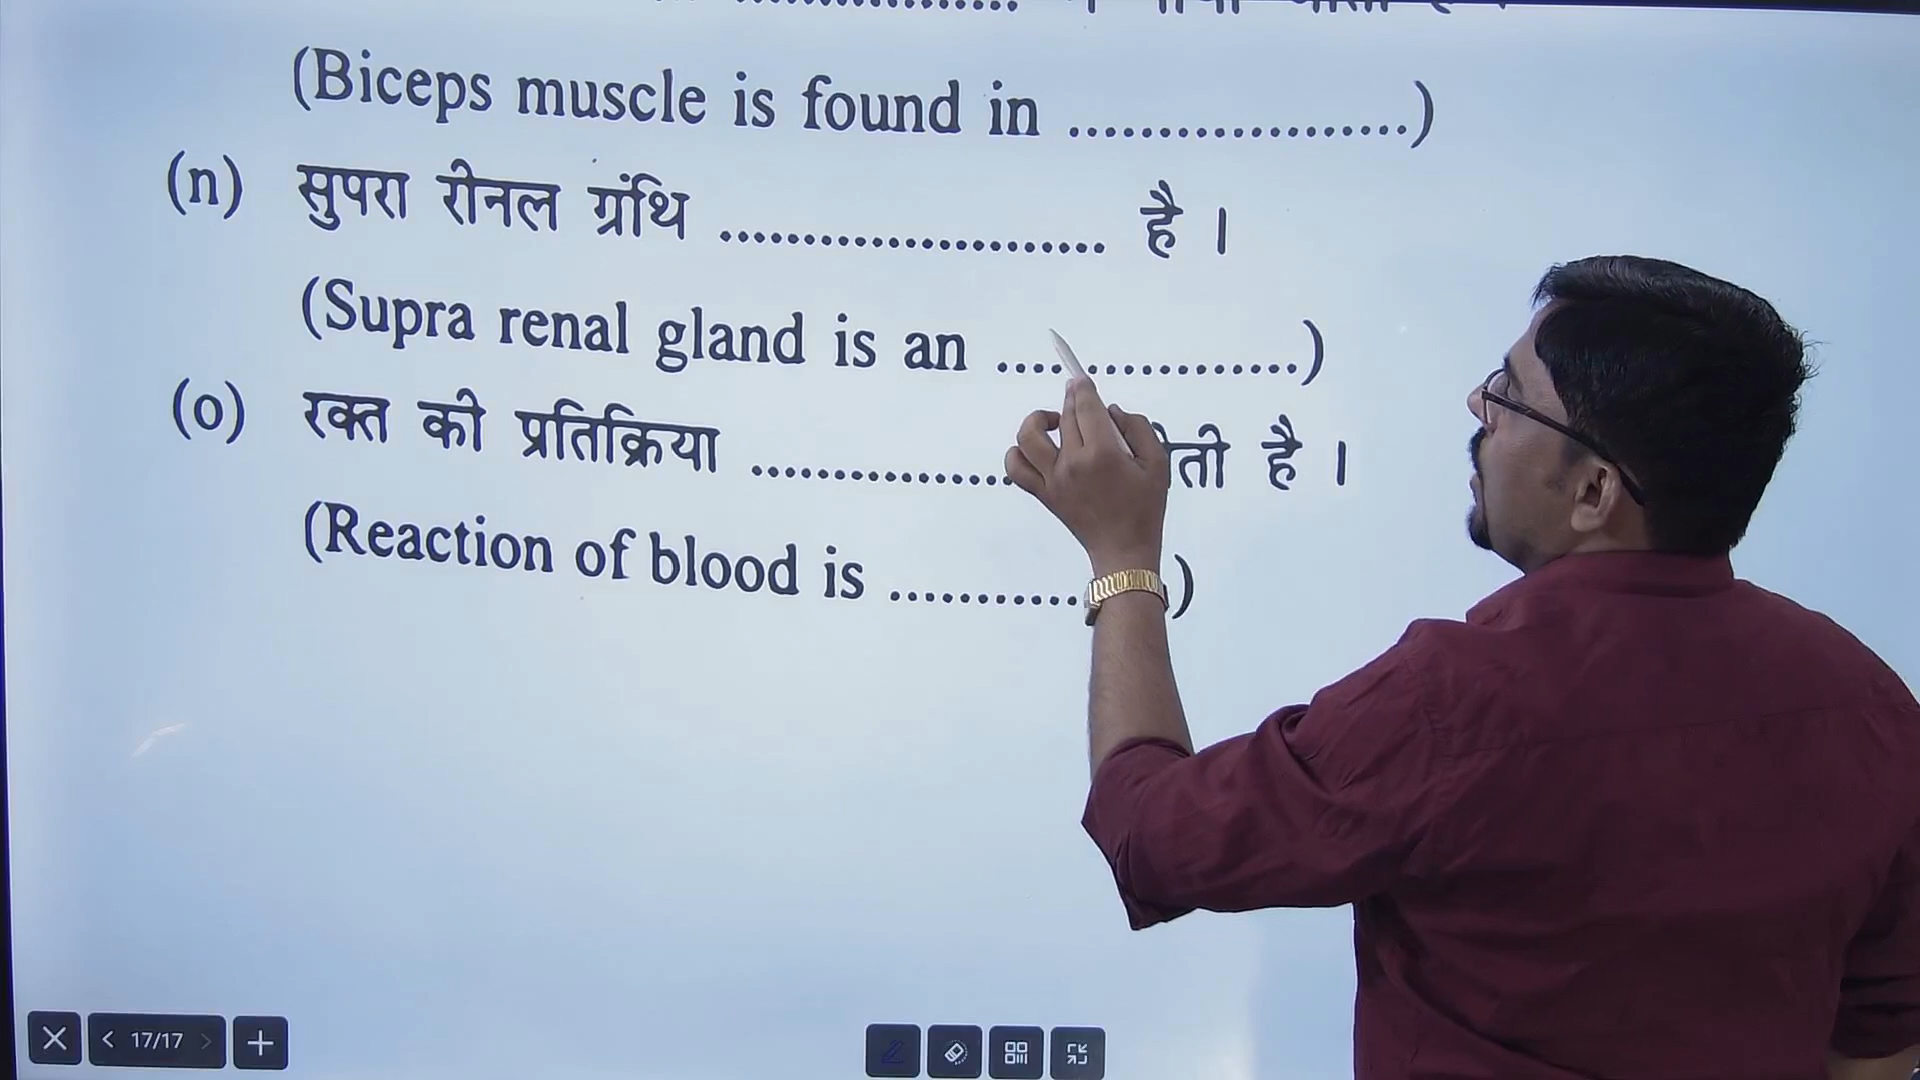 (Biceps muscle is found in ...................)
(n) सुपरा रीनल ग्रंथि ....................... है ।
(Supra renal gland is an .................)
(o) रक्त की प्रतिक्रिया ............... है ।
(Reaction of blood is ...........)
17/17